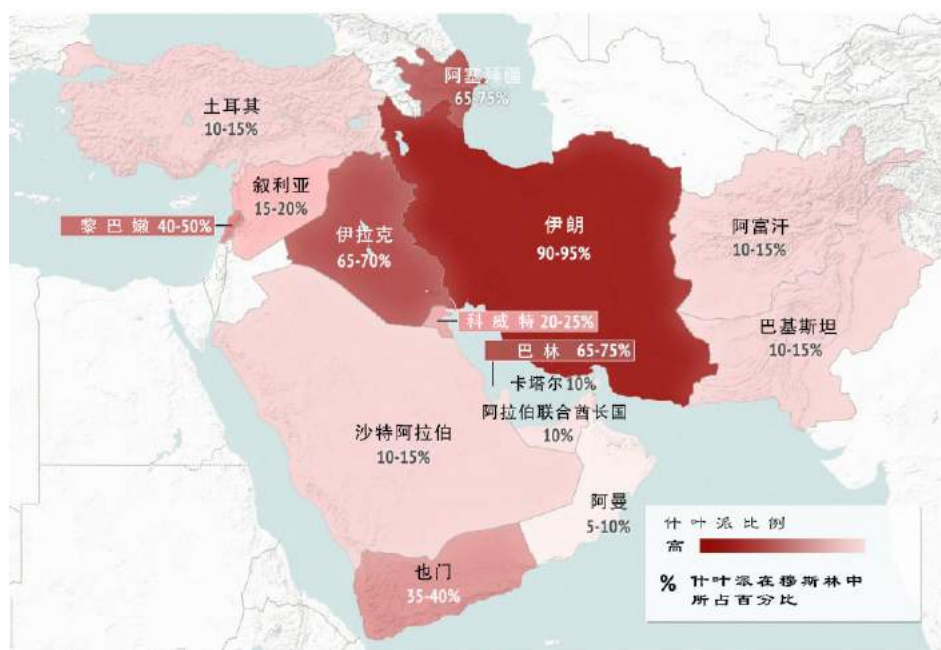 阿塞拜疆
65-75%
土耳其
10-15%
叙利亚
15-20%
黎巴嫩 40-50%
伊拉克
65-70%
伊朗
90-95%
阿富汗
10-15%
科威特 20-25%
巴基斯坦
10-15%
巴林 65-75%
卡塔尔10%
阿拉伯联合酋长国
10%
沙特阿拉伯
10-15%
阿曼
5-10%
也门
35-40%
什叶派比例
高
% 什叶派在穆斯林中
所占百分比